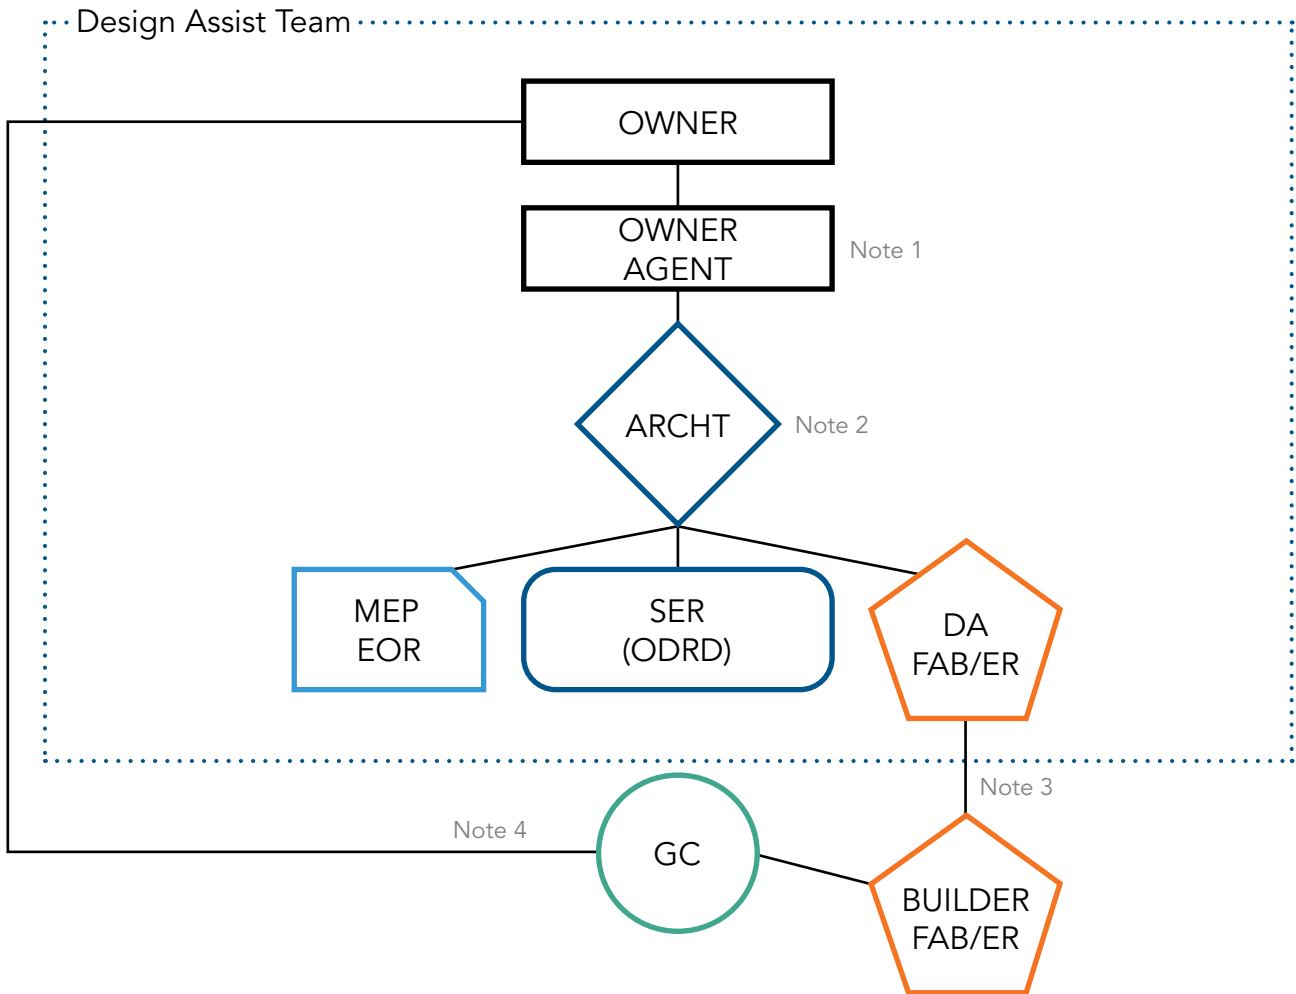 Design Assist Team
OWNER
OWNER
AGENT
Note 1
ARCHT
Note 2
MEP
EOR
SER
(ODRD)
DA
FAB/ER
Note 3
Note 4
GC
BUILDER
FAB/ER